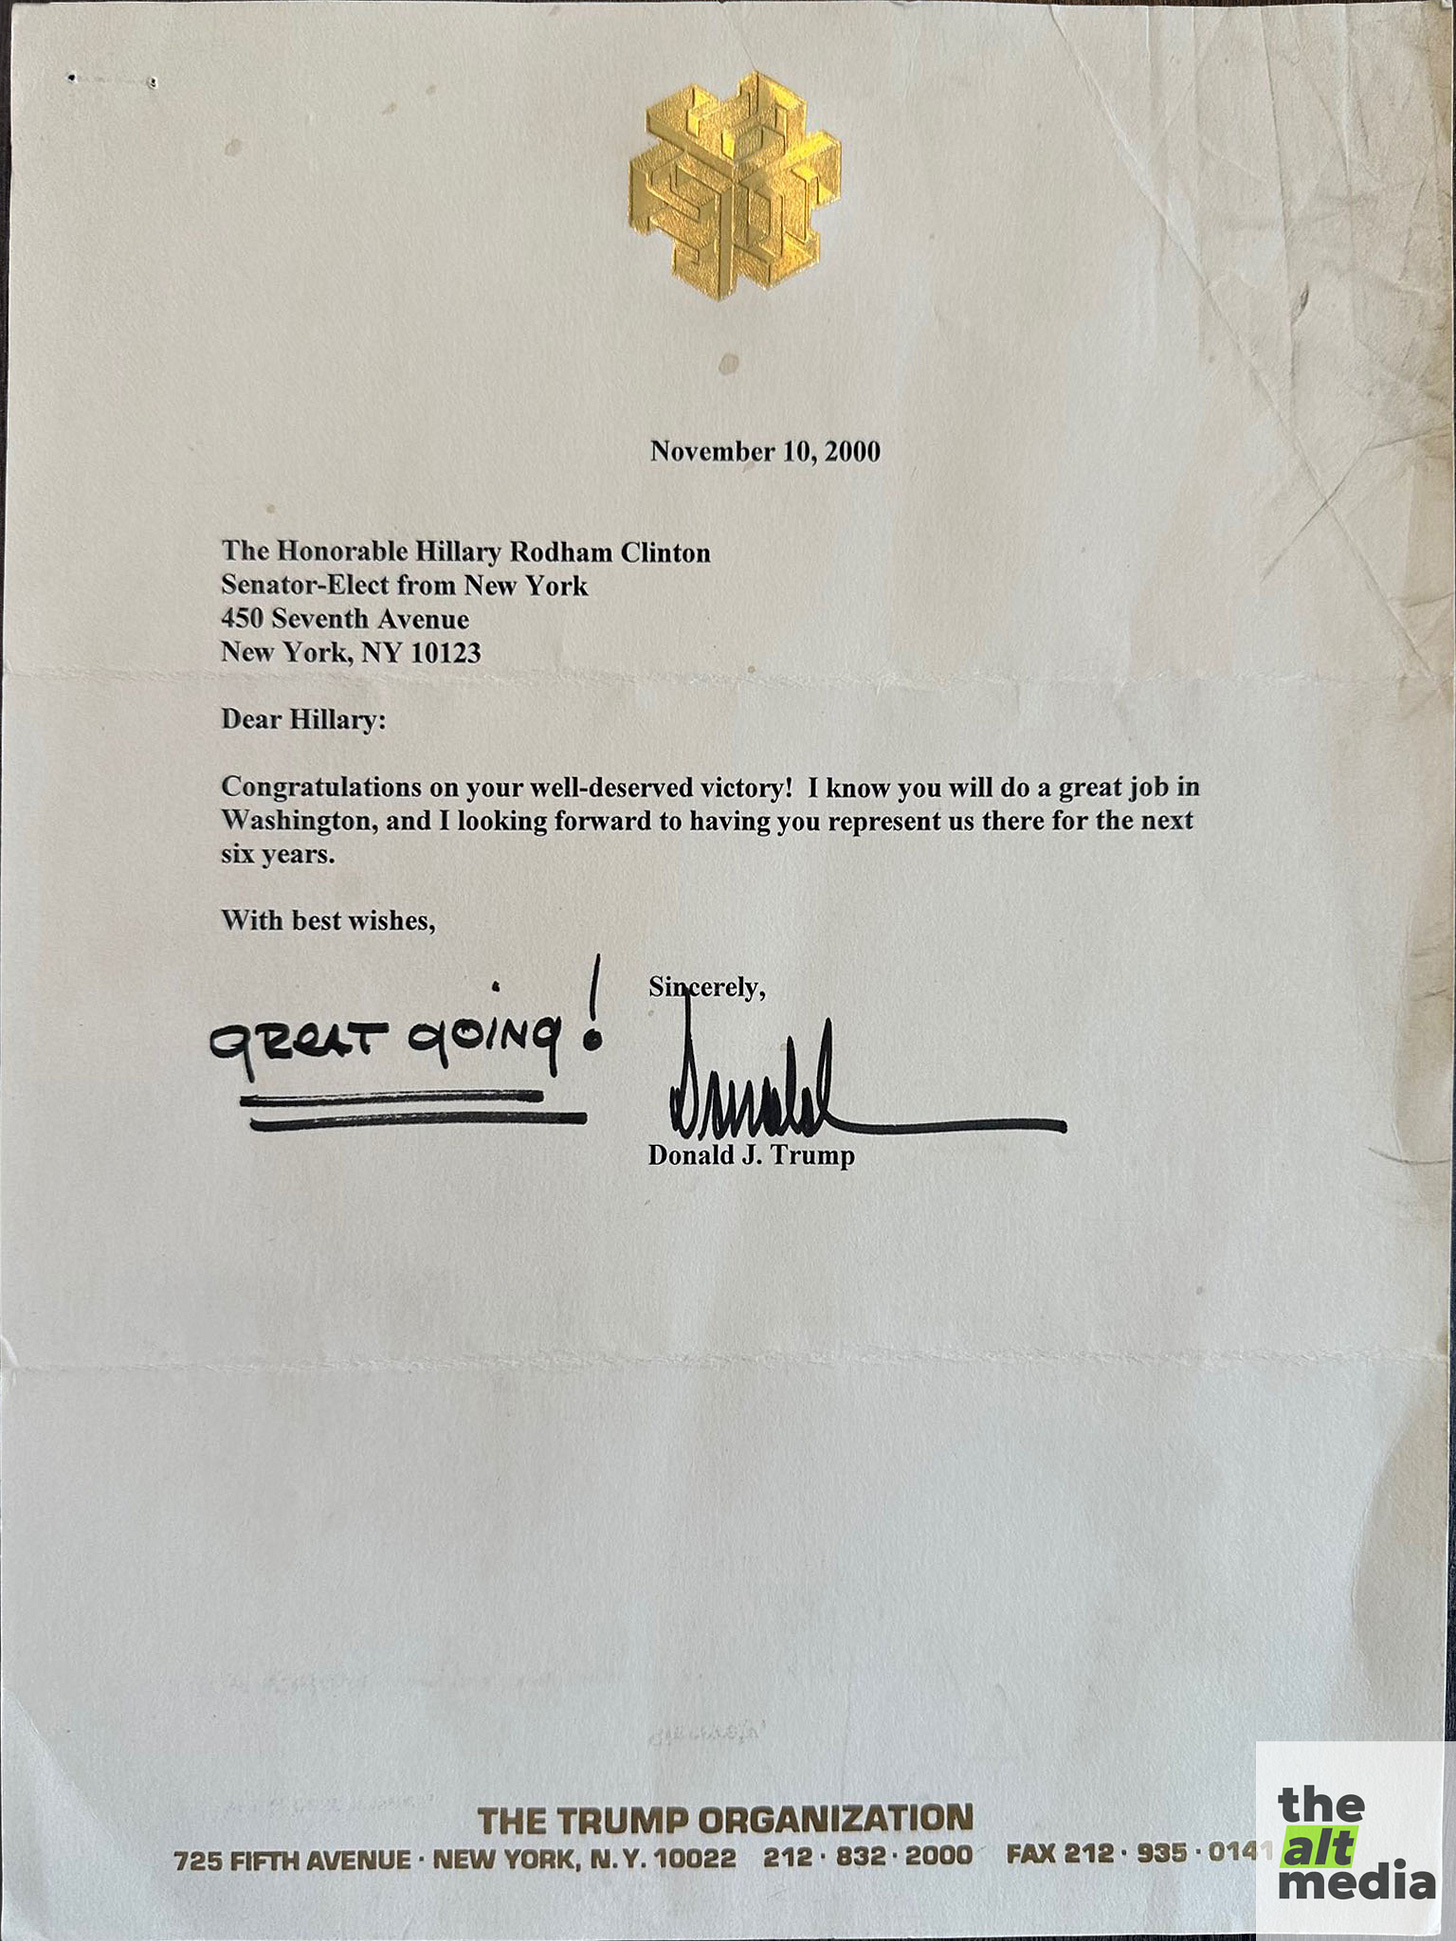 November 10, 2000
The Honorable Hillary Rodham Clinton
Senator-Elect from New York
450 Seventh Avenue
New York, NY 10123
Dear Hillary:
Congratulations on your well-deserved victory!  I know you will do a great job in
Washington, and I looking forward to having you represent us there for the next
six years.
With best wishes,
Sincerely,
GREAT GOING!
Donald
Donald J. Trump
THE TRUMP ORGANIZATION
725 FIFTH AVENUE · NEW YORK, N.Y. 10022 212 · 832 · 2000 FAX 212 · 935 · 0141
the
alt
media